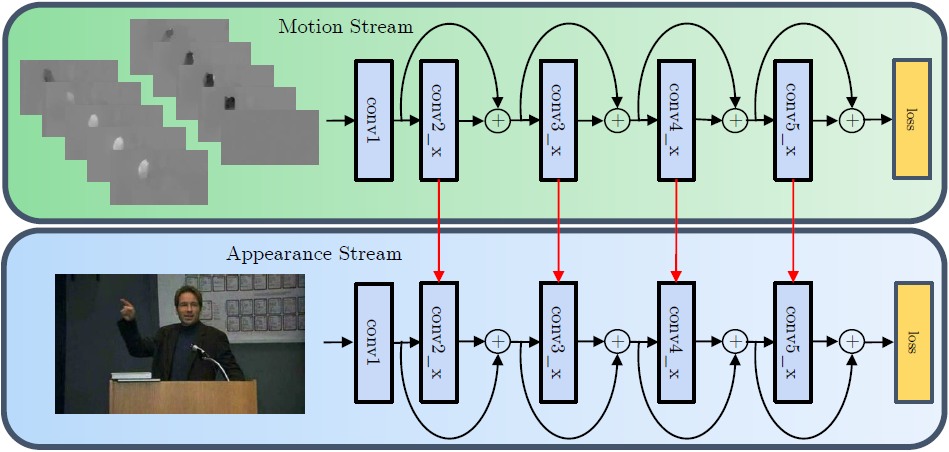 Motion Stream
conv1
conv2_x
+
conv3_x
+
conv4_x
+
conv5_x
+
loss
Appearance Stream
conv1
conv2_x
+
conv3_x
+
conv4_x
+
conv5_x
+
loss